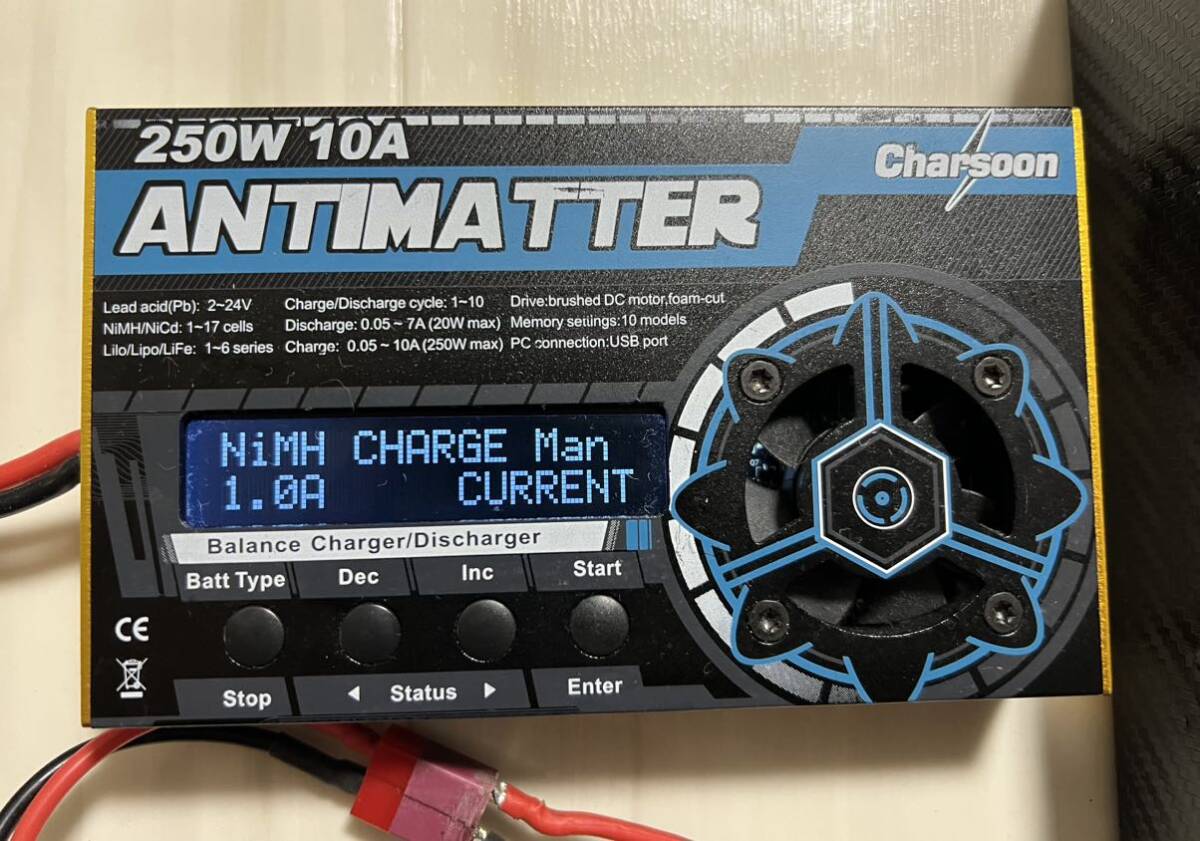 250W 10A
Charsoon
ANTIMATTER
Lead acid(Pb): 2~24V
NiMH/NiCd: 1~17 cells
LiIo/Lipo/LiFe: 1~6 series
Charge/Discharge cycle: 1~10
Discharge: 0.05 ~ 7A (20W max)
Charge: 0.05 ~ 10A (250W max)
Drive:brushed DC motor,foam-cut
Memory settings:10 models
PC connection:USB port
NiMH CHARGE Man
1.0A CURRENT
Balance Charger/Discharger
Batt Type Dec Inc Start
CE
Stop ◄ Status ► Enter